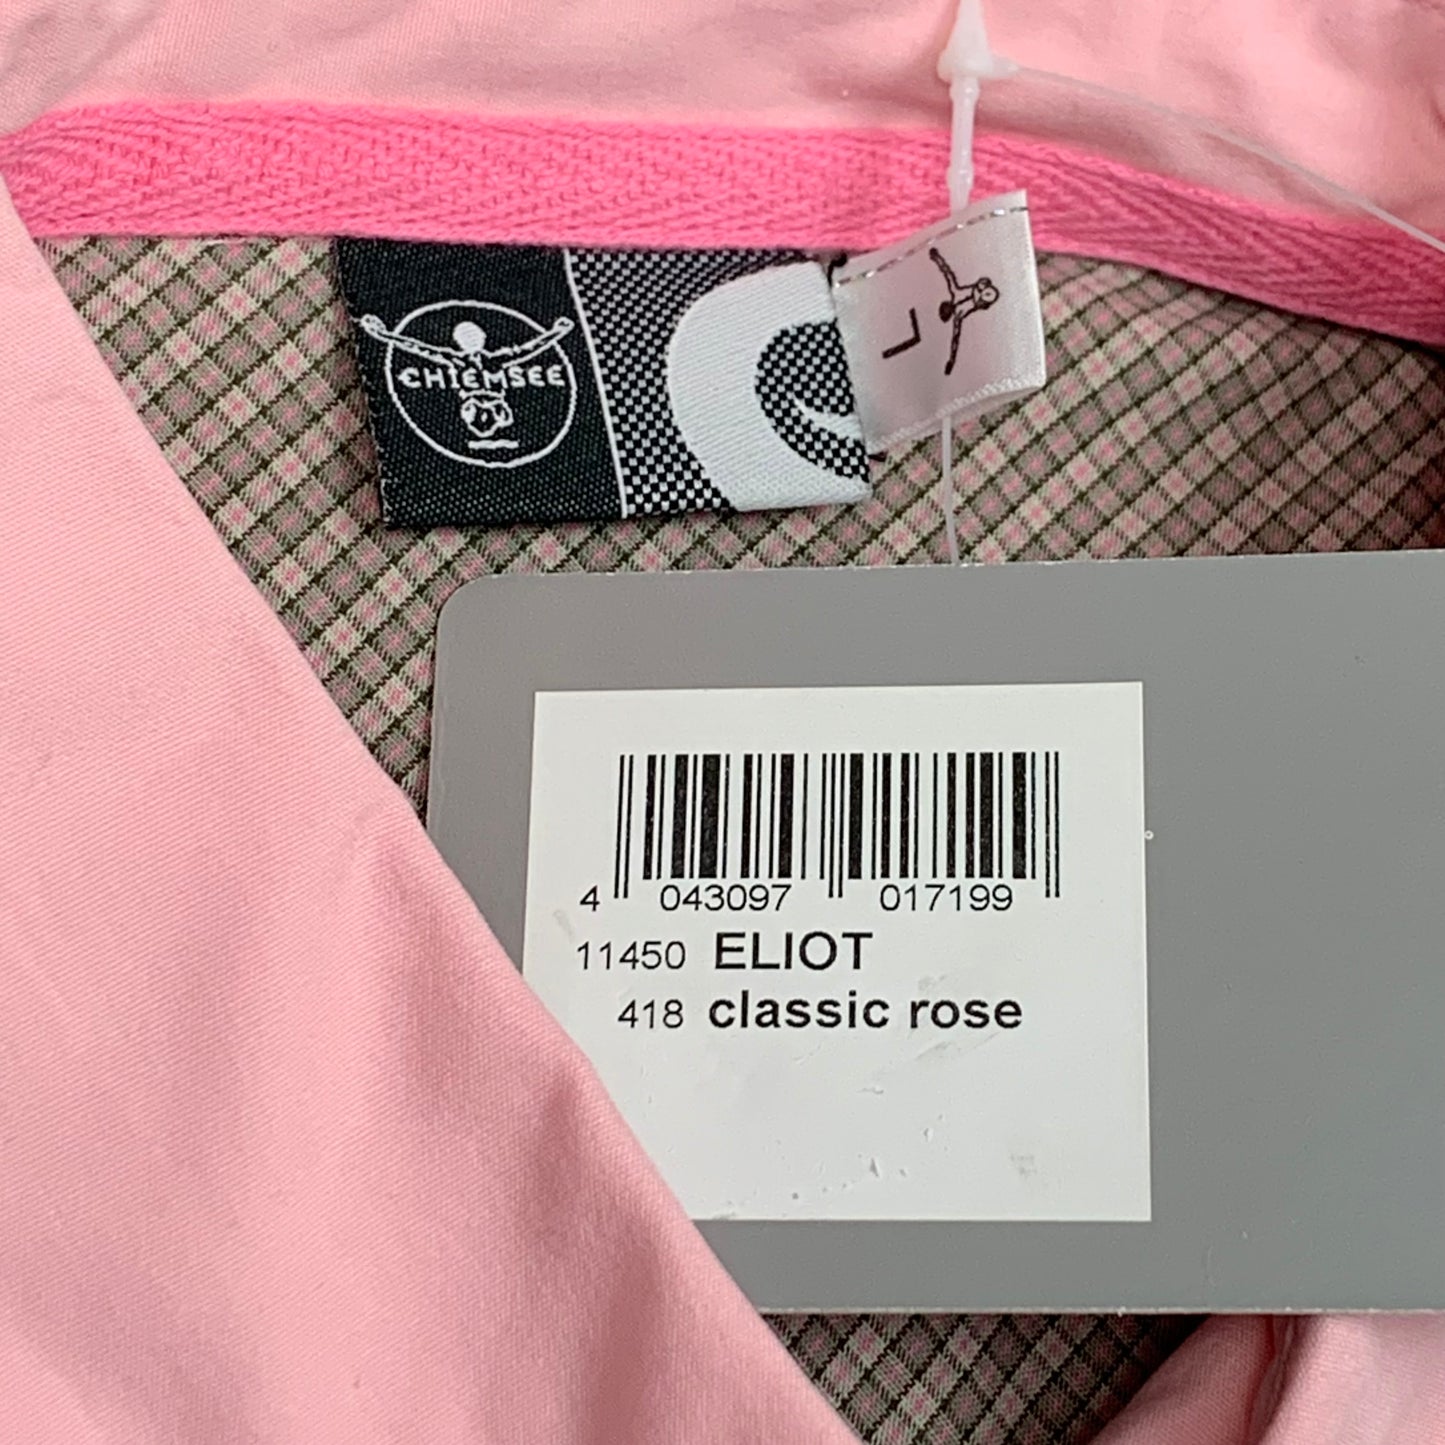 CHIEMSEE
L
4 043097 017199
11450 ELIOT
418 classic rose